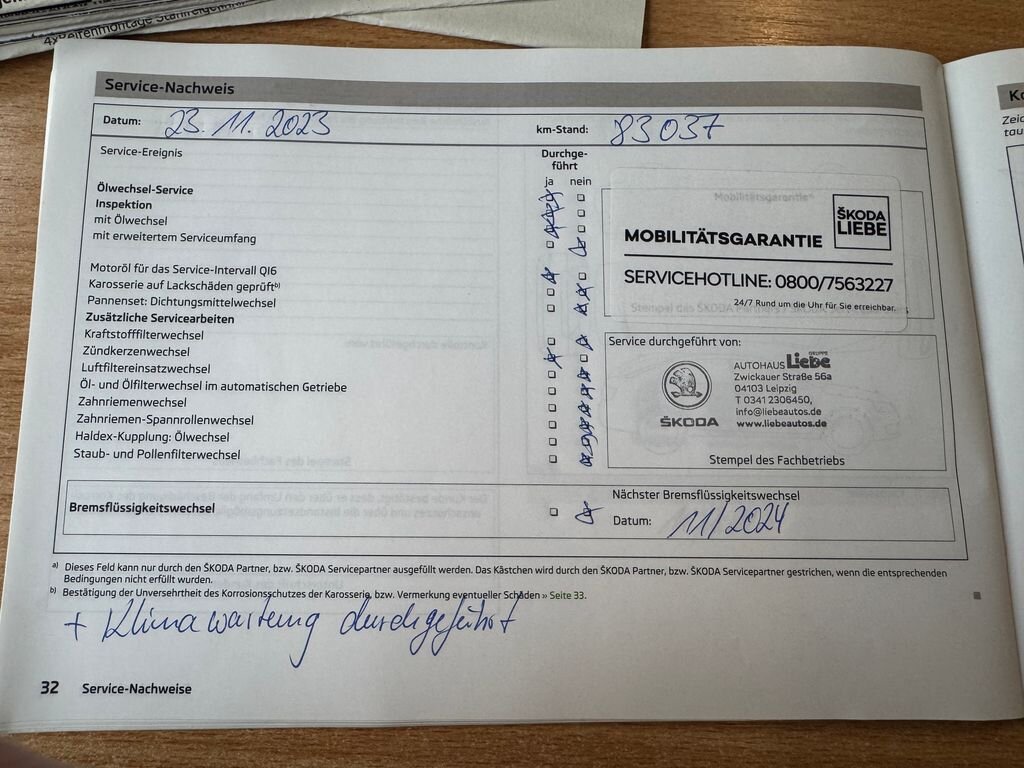 4xReifenmontage Stahlfelgen
Service-Nachweis
Datum: 23.11.2023 km-Stand: 83037
Service-Ereignis
Durchge-
führt
ja nein
Ölwechsel-Service
Inspektion
mit Ölwechsel
mit erweitertem Serviceumfang
Motoröl für das Service-Intervall QI6
Karosserie auf Lackschäden geprüft b)
Pannenset: Dichtungsmittelwechsel
Zusätzliche Servicearbeiten
Kraftstofffilterwechsel
Zündkerzenwechsel
Luftfiltereinsatzwechsel
Öl- und Ölfilterwechsel im automatischen Getriebe
Zahnriemenwechsel
Zahnriemen-Spannrollenwechsel
Haldex-Kupplung: Ölwechsel
Staub- und Pollenfilterwechsel
Mobilitätsgarantie
ŠKODA
LIEBE
MOBILITÄTSGARANTIE
SERVICEHOTLINE: 0800/7563227
24/7 Rund um die Uhr für Sie erreichbar.
Service durchgeführt von:
ŠKODA
AUTOHAUS Liebe GRUPPE
Zwickauer Straße 56a
04103 Leipzig
T 0341 2306450,
info@liebeautos.de
www.liebeautos.de
Stempel des Fachbetriebs
Bremsflüssigkeitswechsel
Nächster Bremsflüssigkeitswechsel
Datum: 11/2024
a) Dieses Feld kann nur durch den ŠKODA Partner, bzw. ŠKODA Servicepartner ausgefüllt werden. Das Kästchen wird durch den ŠKODA Partner, bzw. ŠKODA Servicepartner gestrichen, wenn die entsprechenden
Bedingungen nicht erfüllt wurden.
b) Bestätigung der Unversehrtheit des Korrosionsschutzes der Karosserie, bzw. Vermerkung eventueller Schäden » Seite 33.
+ Klimawartung durchgeführt
32 Service-Nachweise